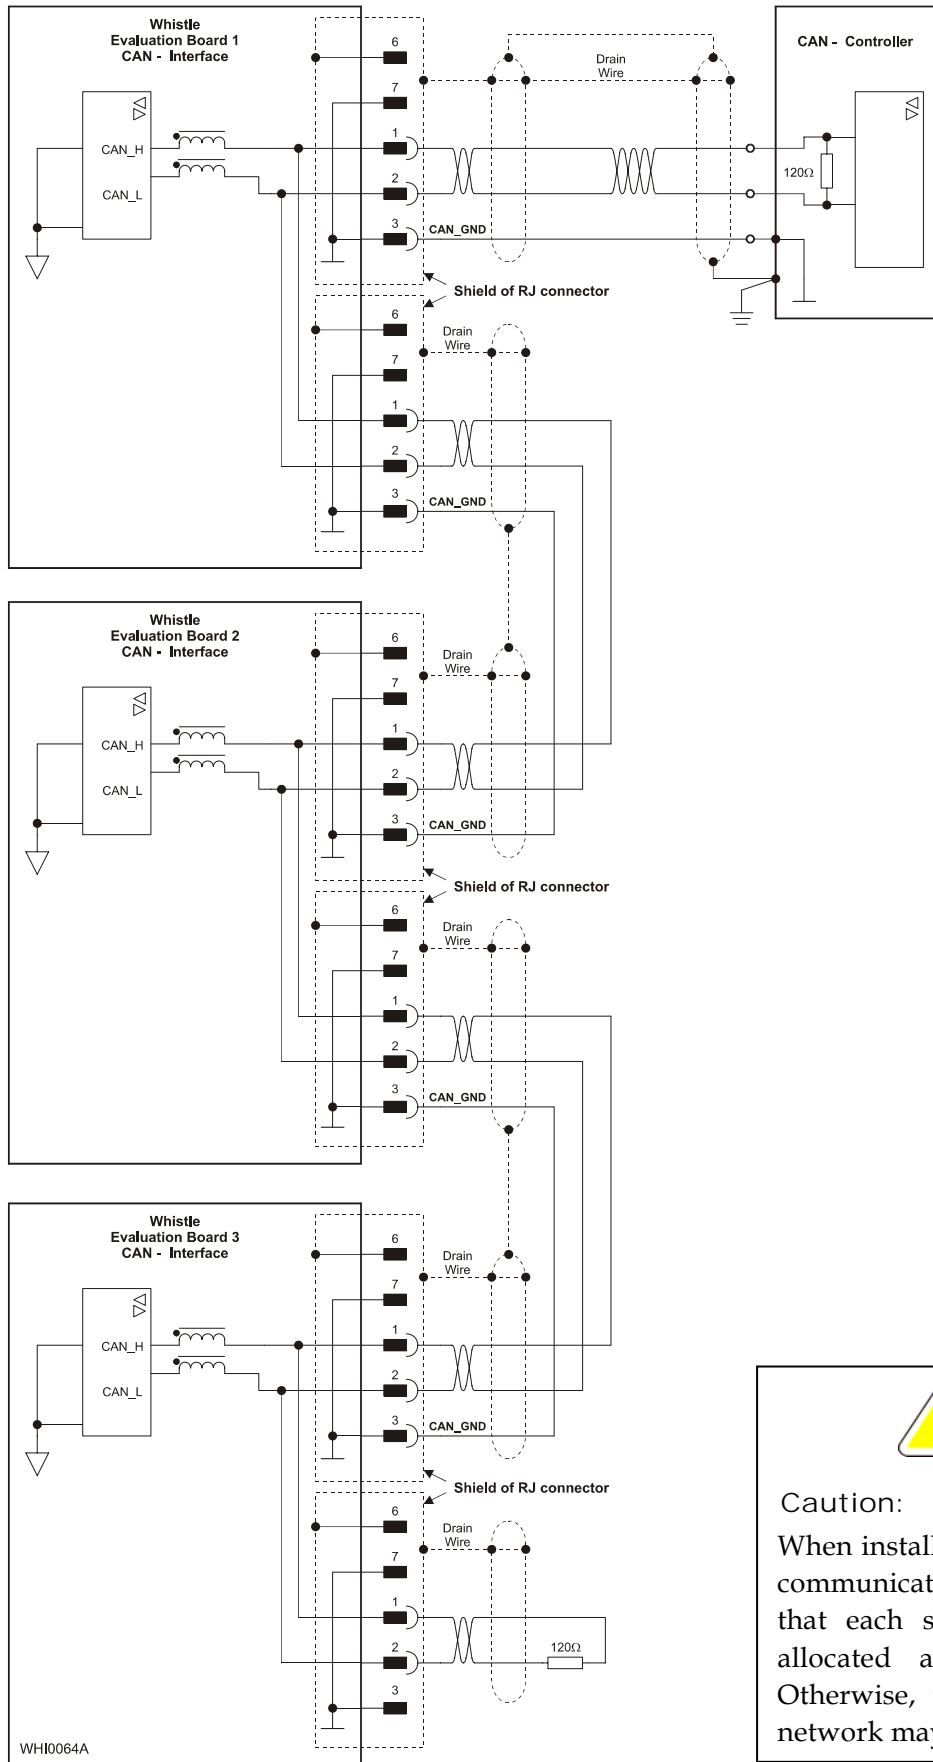 Whistle
Evaluation Board 1
CAN - Interface
CAN_H
CAN_L
6
7
1
2
3
CAN_GND
Drain
Wire
CAN - Controller
120Ω
Shield of RJ connector
6
7
1
2
3
CAN_GND
Drain
Wire
Whistle
Evaluation Board 2
CAN - Interface
CAN_H
CAN_L
6
7
1
2
3
CAN_GND
Drain
Wire
Shield of RJ connector
6
7
1
2
3
CAN_GND
Drain
Wire
Whistle
Evaluation Board 3
CAN - Interface
CAN_H
CAN_L
6
7
1
2
3
CAN_GND
Drain
Wire
Shield of RJ connector
6
7
1
2
3
Drain
Wire
120Ω
WHI0064A
Caution:
When install
communicat
that each s
allocated a
Otherwise,
network may